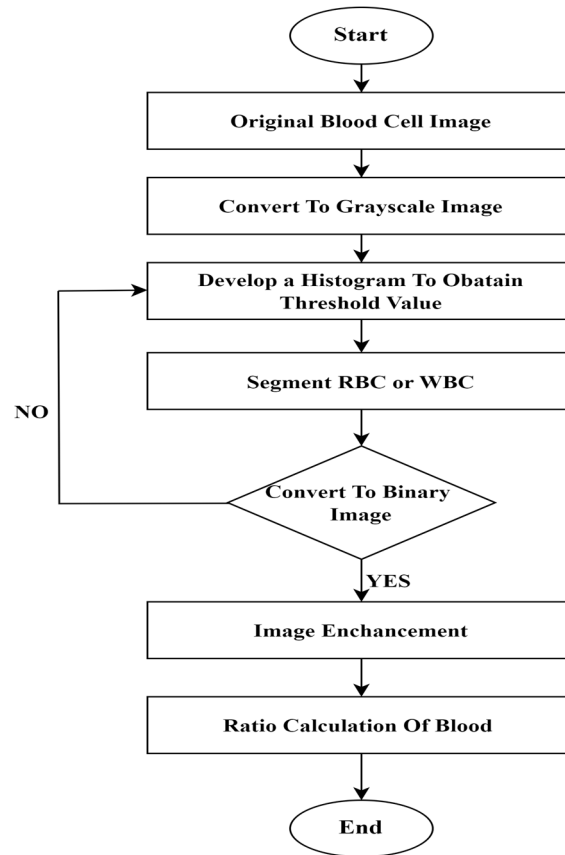 Start
Original Blood Cell Image
Convert To Grayscale Image
Develop a Histogram To Obatain
Threshold Value
Segment RBC or WBC
NO
Convert To Binary
Image
YES
Image Enchancement
Ratio Calculation Of Blood
End